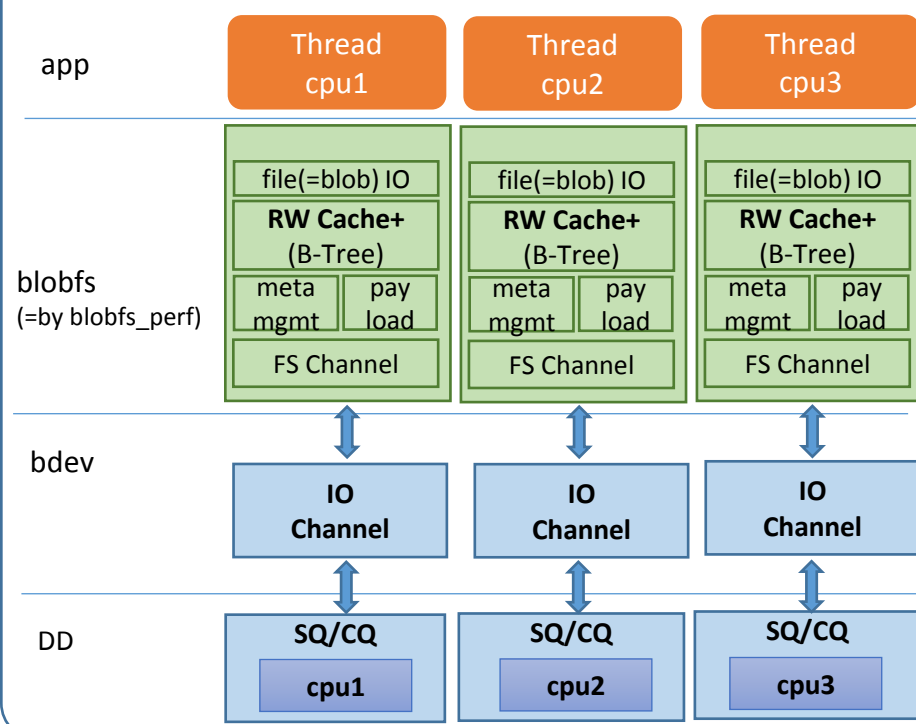 app
Thread
cpu1
Thread
cpu2
Thread
cpu3
blobfs
(=by blobfs_perf)
file(=blob) IO
RW Cache+
(B-Tree)
meta
mgmt
pay
load
FS Channel
file(=blob) IO
RW Cache+
(B-Tree)
meta
mgmt
pay
load
FS Channel
file(=blob) IO
RW Cache+
(B-Tree)
meta
mgmt
pay
load
FS Channel
bdev
IO
Channel
IO
Channel
IO
Channel
DD
SQ/CQ
cpu1
SQ/CQ
cpu2
SQ/CQ
cpu3